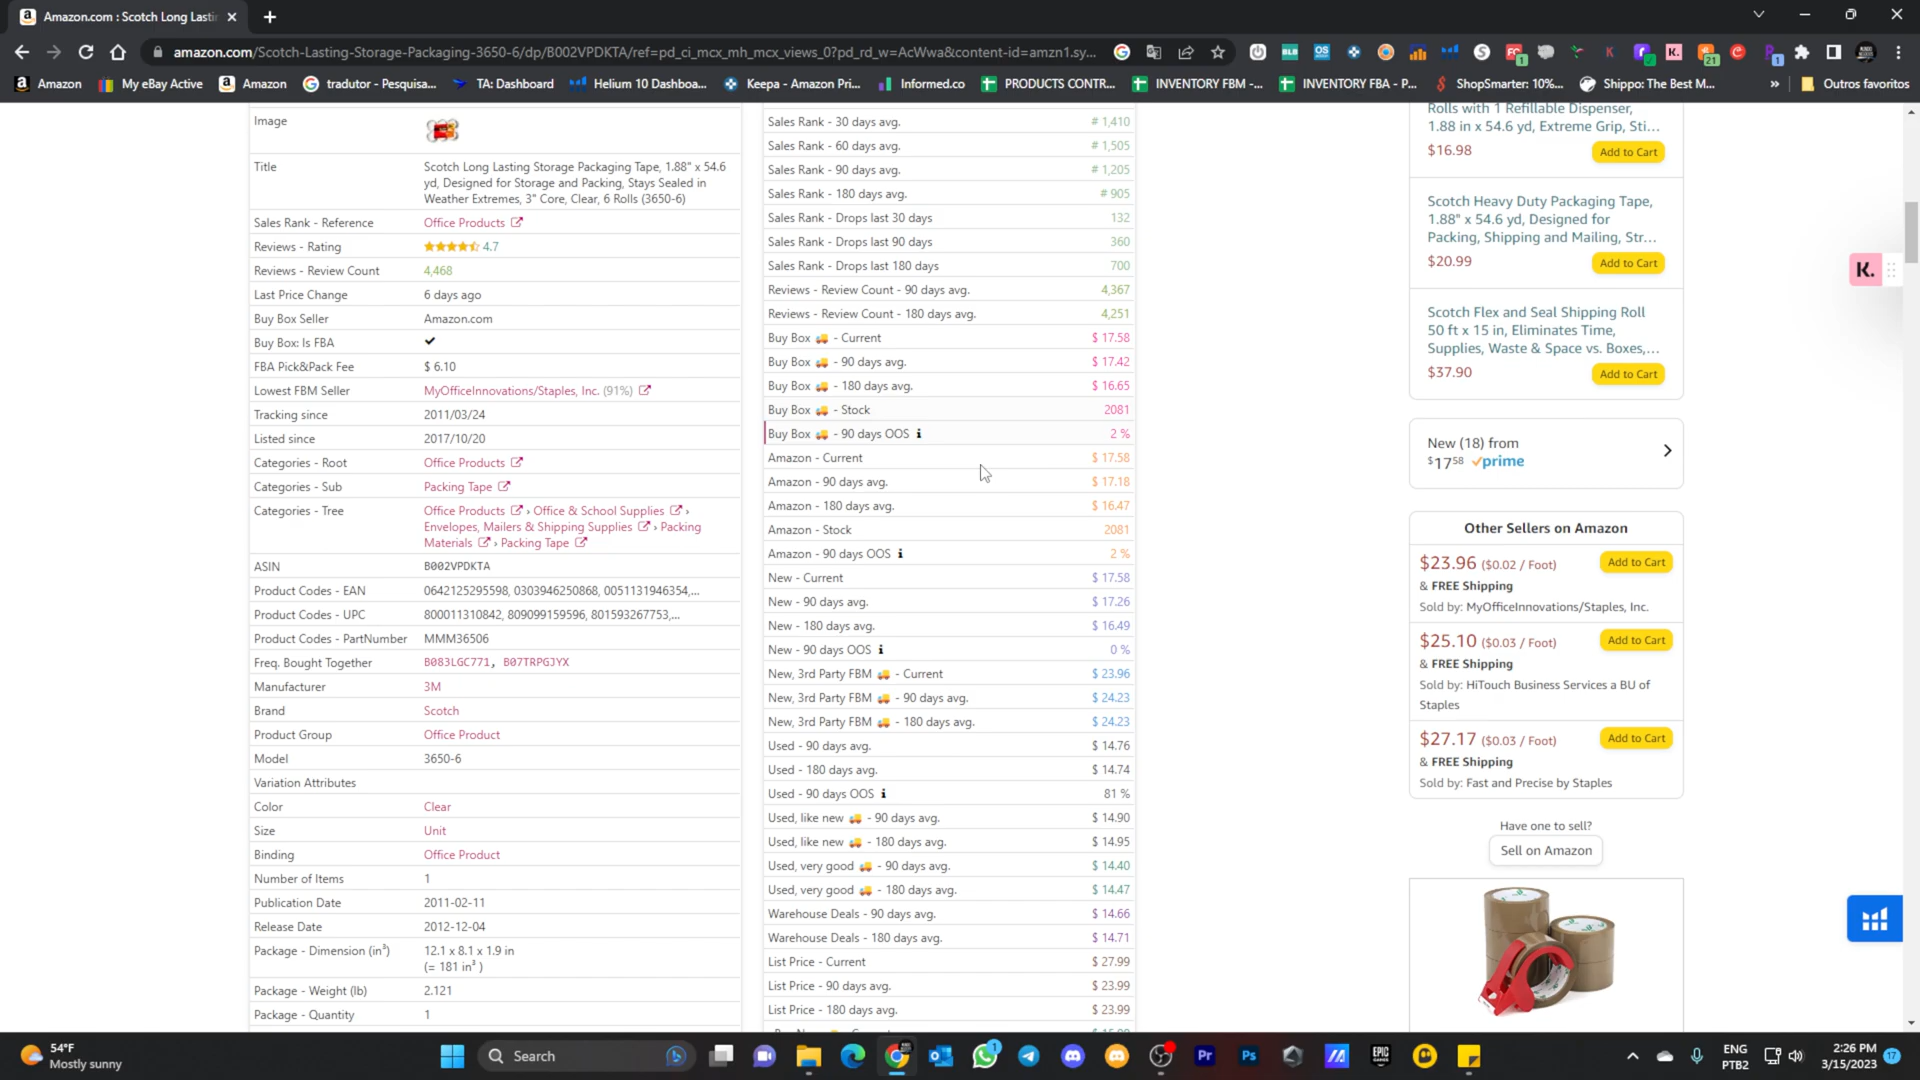 Amazon.com : Scotch Long Lasti
amazon.com/Scotch-Lasting-Storage-Packaging-3650-6/dp/B002VPDKTA/ref=pd_ci_mcx_mh_mcx_views_0?pd_rd_w=AcWwa&content-id=amzn1.sy...
Amazon
My eBay Active
Amazon
tradutor - Pesquisa...
TA: Dashboard
Helium 10 Dashboa...
Keepa - Amazon Pri...
Informed.co
PRODUCTS CONTR...
INVENTORY FBM -...
INVENTORY FBA - P...
ShopSmarter: 10%...
Shippo: The Best M...
»
Outros favoritos
Image
Title
Scotch Long Lasting Storage Packaging Tape, 1.88" x 54.6
yd, Designed for Storage and Packing, Stays Sealed in
Weather Extremes, 3" Core, Clear, 6 Rolls (3650-6)
Sales Rank - Reference Office Products
Reviews - Rating 4.7
Reviews - Review Count 4,468
Last Price Change 6 days ago
Buy Box Seller Amazon.com
Buy Box: Is FBA ✓
FBA Pick&Pack Fee $ 6.10
Lowest FBM Seller MyOfficeInnovations/Staples, Inc. (91%)
Tracking since 2011/03/24
Listed since 2017/10/20
Categories - Root Office Products
Categories - Sub Packing Tape
Categories - Tree Office Products › Office & School Supplies ›
Envelopes, Mailers & Shipping Supplies › Packing
Materials › Packing Tape
ASIN B002VPDKTA
Product Codes - EAN 0642125295598, 0303946250868, 0051131946354,...
Product Codes - UPC 800011310842, 809099159596, 801593267753,...
Product Codes - PartNumber MMM36506
Freq. Bought Together B083LGC771, B07TRPGJYX
Manufacturer 3M
Brand Scotch
Product Group Office Product
Model 3650-6
Variation Attributes
Color Clear
Size Unit
Binding Office Product
Number of Items 1
Publication Date 2011-02-11
Release Date 2012-12-04
Package - Dimension (in³) 12.1 x 8.1 x 1.9 in
(= 181 in³ )
Package - Weight (lb) 2.121
Package - Quantity 1
Sales Rank - 30 days avg. # 1,410
Sales Rank - 60 days avg. # 1,505
Sales Rank - 90 days avg. # 1,205
Sales Rank - 180 days avg. # 905
Sales Rank - Drops last 30 days 132
Sales Rank - Drops last 90 days 360
Sales Rank - Drops last 180 days 700
Reviews - Review Count - 90 days avg. 4,367
Reviews - Review Count - 180 days avg. 4,251
Buy Box - Current $ 17.58
Buy Box - 90 days avg. $ 17.42
Buy Box - 180 days avg. $ 16.65
Buy Box - Stock 2081
Buy Box - 90 days OOS 2 %
Amazon - Current $ 17.58
Amazon - 90 days avg. $ 17.18
Amazon - 180 days avg. $ 16.47
Amazon - Stock 2081
Amazon - 90 days OOS 2 %
New - Current $ 17.58
New - 90 days avg. $ 17.26
New - 180 days avg. $ 16.49
New - 90 days OOS 0 %
New, 3rd Party FBM - Current $ 23.96
New, 3rd Party FBM - 90 days avg. $ 24.23
New, 3rd Party FBM - 180 days avg. $ 24.23
Used - 90 days avg. $ 14.76
Used - 180 days avg. $ 14.74
Used - 90 days OOS 81 %
Used, like new - 90 days avg. $ 14.90
Used, like new - 180 days avg. $ 14.95
Used, very good - 90 days avg. $ 14.40
Used, very good - 180 days avg. $ 14.47
Warehouse Deals - 90 days avg. $ 14.66
Warehouse Deals - 180 days avg. $ 14.71
List Price - Current $ 27.99
List Price - 90 days avg. $ 23.99
List Price - 180 days avg. $ 23.99
Rolls with 1 Refillable Dispenser,
1.88 in x 54.6 yd, Extreme Grip, Sti...
$16.98 Add to Cart
Scotch Heavy Duty Packaging Tape,
1.88" x 54.6 yd, Designed for
Packing, Shipping and Mailing, Str...
$20.99 Add to Cart
Scotch Flex and Seal Shipping Roll
50 ft x 15 in, Eliminates Time,
Supplies, Waste & Space vs. Boxes,...
$37.90 Add to Cart
K.
New (18) from
$17⁵⁸ prime
Other Sellers on Amazon
$23.96 ($0.02 / Foot) Add to Cart
& FREE Shipping
Sold by: MyOfficeInnovations/Staples, Inc.
$25.10 ($0.03 / Foot) Add to Cart
& FREE Shipping
Sold by: HiTouch Business Services a BU of
Staples
$27.17 ($0.03 / Foot) Add to Cart
& FREE Shipping
Sold by: Fast and Precise by Staples
Have one to sell?
Sell on Amazon
54°F
Mostly sunny
Search
Pr
Ps
EPIC
ENG
PTB2
2:26 PM
3/15/2023
17